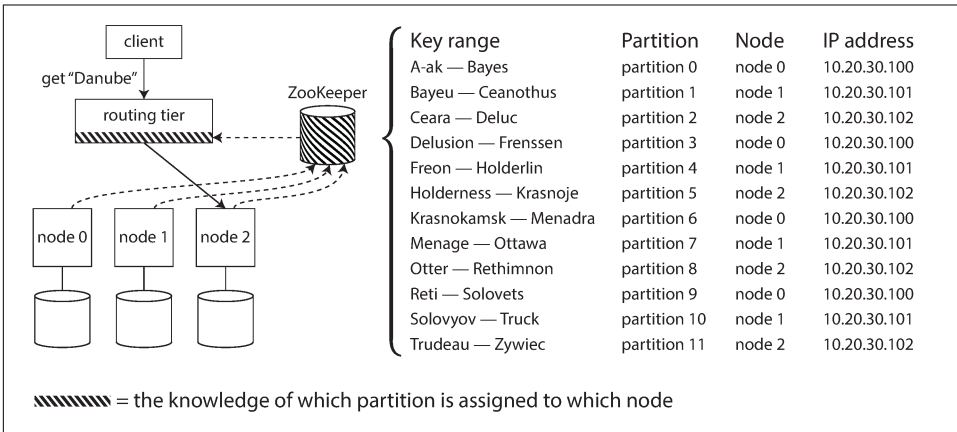 client
get “Danube”
routing tier
ZooKeeper
node 0 node 1 node 2
Key range Partition Node IP address
A-ak — Bayes partition 0 node 0 10.20.30.100
Bayeu — Ceanothus partition 1 node 1 10.20.30.101
Ceara — Deluc partition 2 node 2 10.20.30.102
Delusion — Frenssen partition 3 node 0 10.20.30.100
Freon — Holderlin partition 4 node 1 10.20.30.101
Holderness — Krasnoje partition 5 node 2 10.20.30.102
Krasnokamsk — Menadra partition 6 node 0 10.20.30.100
Menage — Ottawa partition 7 node 1 10.20.30.101
Otter — Rethimnon partition 8 node 2 10.20.30.102
Reti — Solovets partition 9 node 0 10.20.30.100
Solovyov — Truck partition 10 node 1 10.20.30.101
Trudeau — Zywiec partition 11 node 2 10.20.30.102
= the knowledge of which partition is assigned to which node